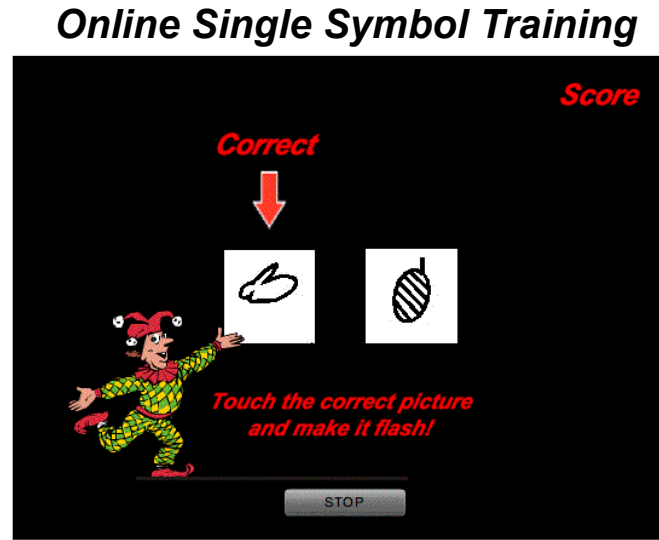 Online Single Symbol Training
Score
Correct
Touch the correct picture
and make it flash!
STOP